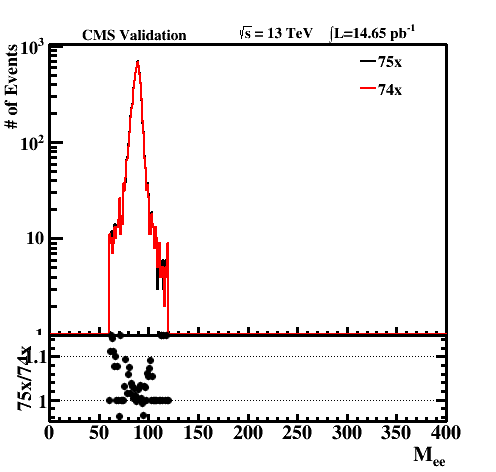 CMS Validation √s = 13 TeV ∫L=14.65 pb⁻¹
# of Events
10³
10²
10
1
75x
74x
75x/74x
1.1
1
0 50 100 150 200 250 300 350 400
M_ee